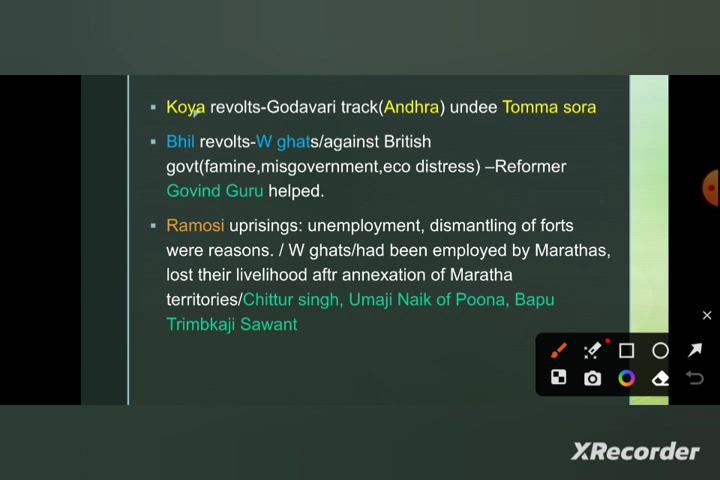 Koya revolts-Godavari track(Andhra) undee Tomma sora
Bhil revolts-W ghats/against British
govt(famine,misgovernment,eco distress) –Reformer
Govind Guru helped.
Ramosi uprisings: unemployment, dismantling of forts
were reasons. / W ghats/had been employed by Marathas,
lost their livelihood aftr annexation of Maratha
territories/Chittur singh, Umaji Naik of Poona, Bapu
Trimbkaji Sawant
XRecorder